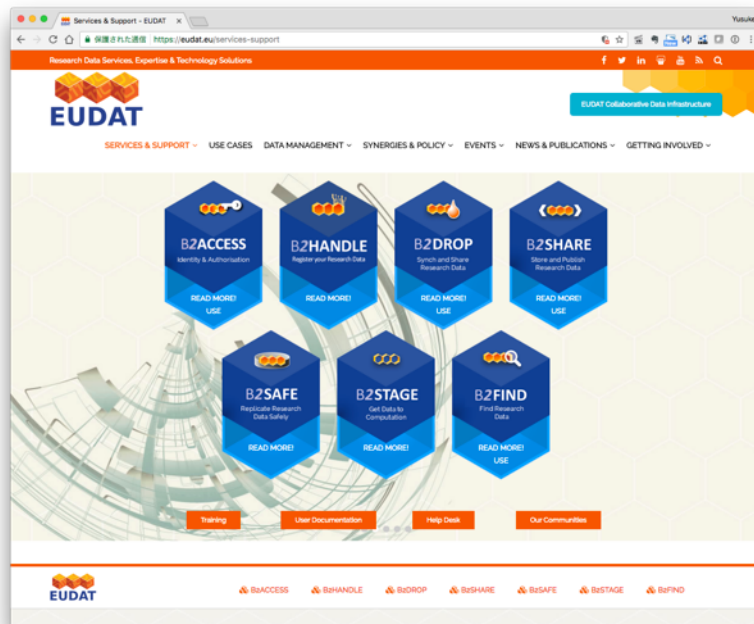 Services & Support - EUDAT
Yusuke
保護された通信 https://eudat.eu/services-support
Research Data Services, Expertise & Technology Solutions
EUDAT
EUDAT Collaborative Data Infrastructure
SERVICES & SUPPORT USE CASES DATA MANAGEMENT SYNERGIES & POLICY EVENTS NEWS & PUBLICATIONS GETTING INVOLVED
B2ACCESS
Identity & Authorisation
READ MORE!
USE
B2HANDLE
Register your Research Data
READ MORE!
B2DROP
Synch and Share
Research Data
READ MORE!
USE
B2SHARE
Store and Publish
Research Data
READ MORE!
USE
B2SAFE
Replicate Research
Data Safely
READ MORE!
B2STAGE
Get Data to
Computation
READ MORE!
B2FIND
Find Research
Data
READ MORE!
USE
Training User Documentation Help Desk Our Communities
EUDAT
B2ACCESS B2HANDLE B2DROP B2SHARE B2SAFE B2STAGE B2FIND